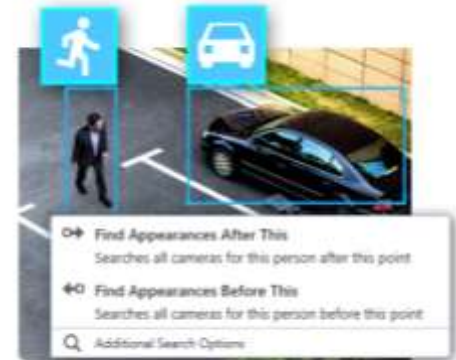 Find Appearances After This
Searches all cameras for this person after this point
Find Appearances Before This
Searches all cameras for this person before this point
Additional Search Options